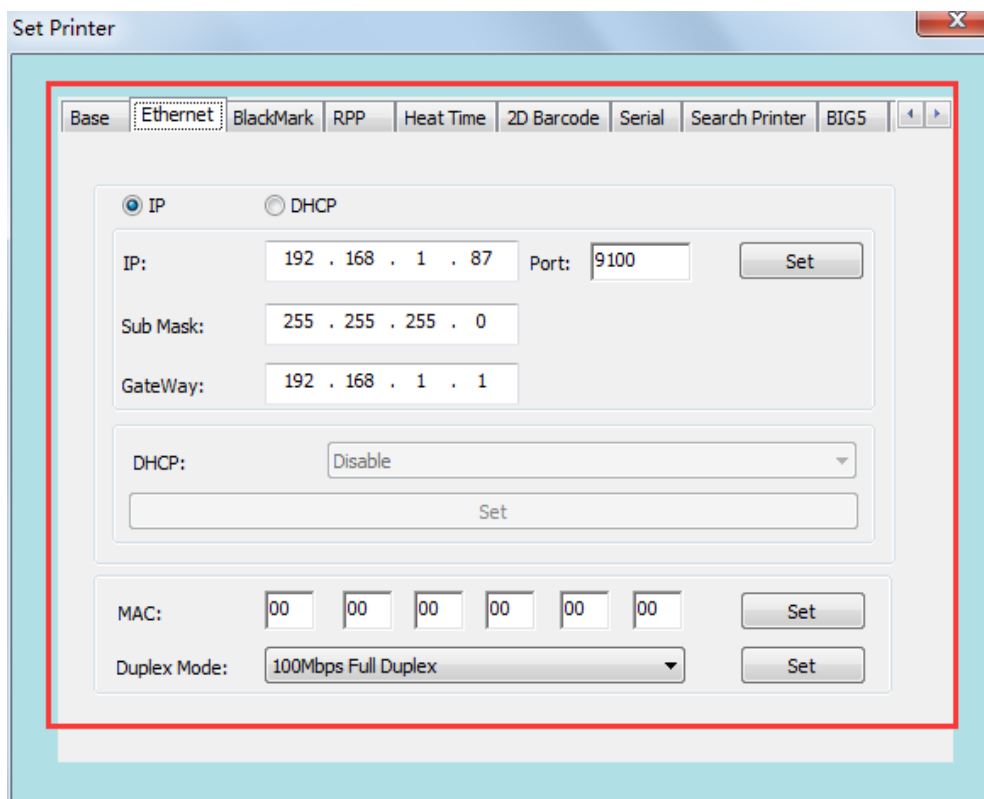 Set Printer
Base Ethernet BlackMark RPP Heat Time 2D Barcode Serial Search Printer BIG5
IP DHCP
IP: 192 . 168 . 1 . 87 Port: 9100 Set
Sub Mask: 255 . 255 . 255 . 0
GateWay: 192 . 168 . 1 . 1
DHCP: Disable
Set
MAC: 00 00 00 00 00 00 Set
Duplex Mode: 100Mbps Full Duplex Set